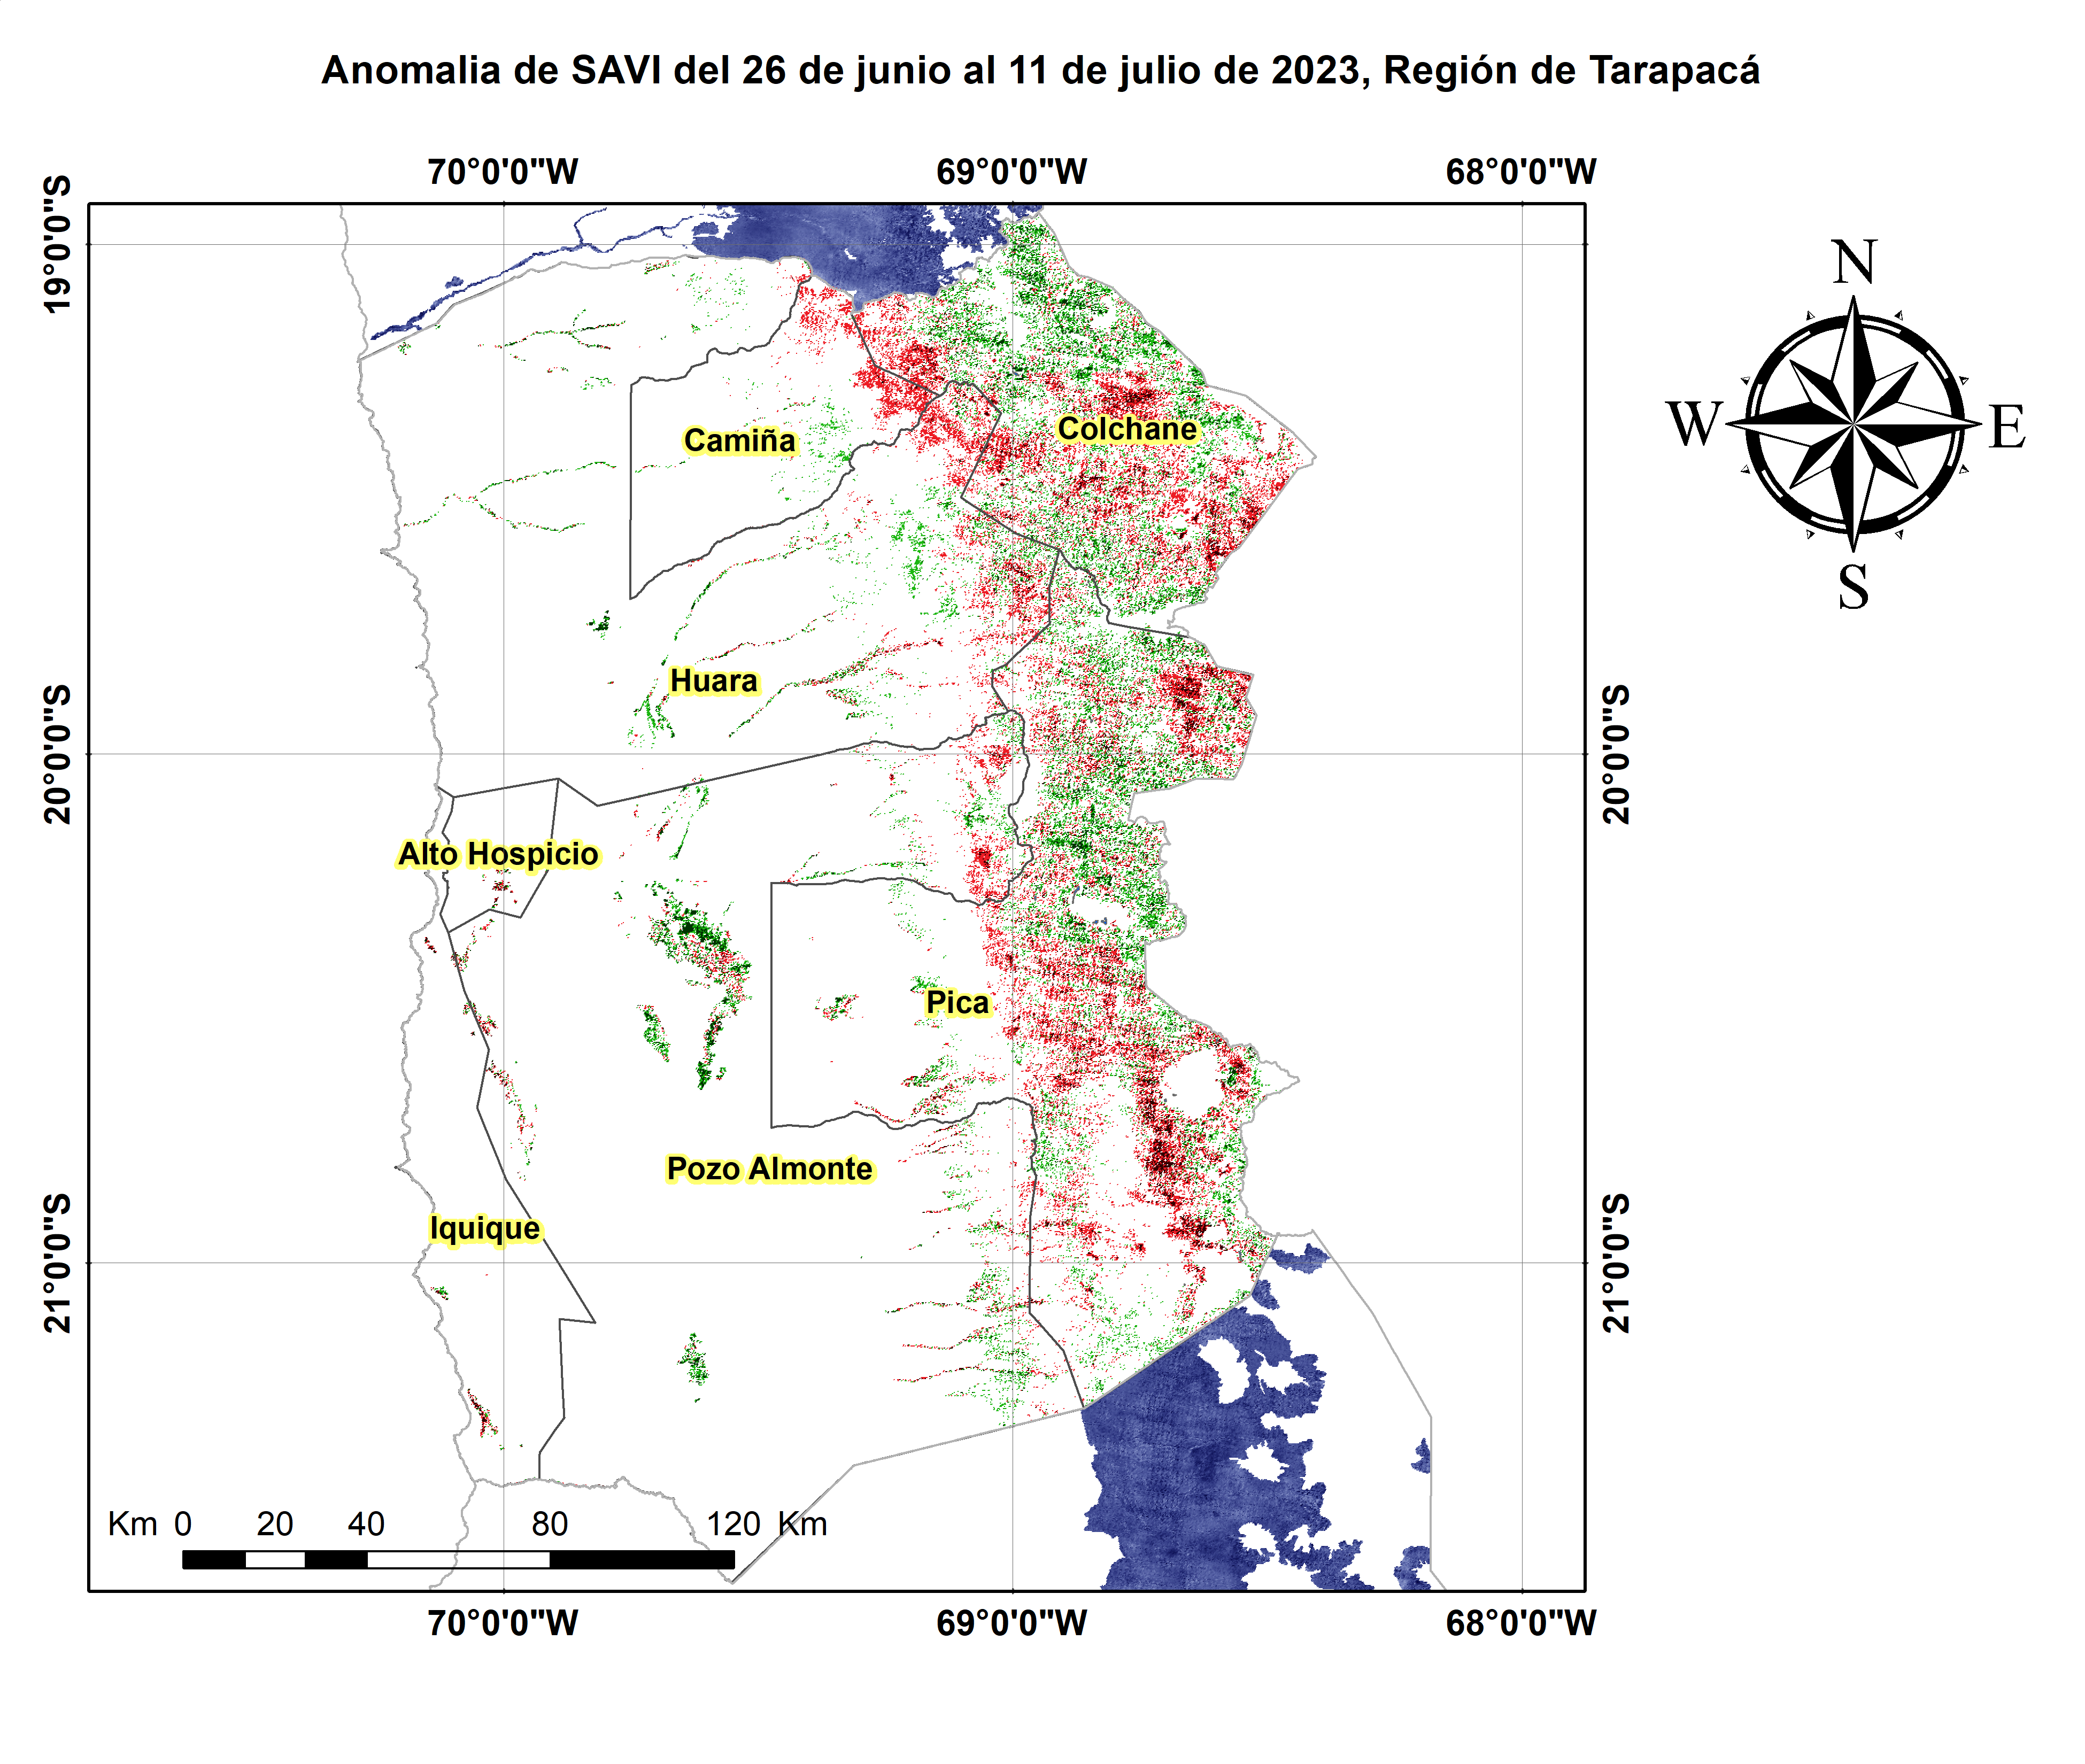 Anomalia de SAVI del 26 de junio al 11 de julio de 2023, Región de Tarapacá
70°0'0"W 69°0'0"W 68°0'0"W
19°0'0"S
N
W E
S
Colchane
Camiña
Huara
20°0'0"S 20°0'0"S
Alto Hospicio
Pica
Pozo Almonte
Iquique
21°0'0"S 21°0'0"S
Km 0 20 40 80 120 Km
70°0'0"W 69°0'0"W 68°0'0"W